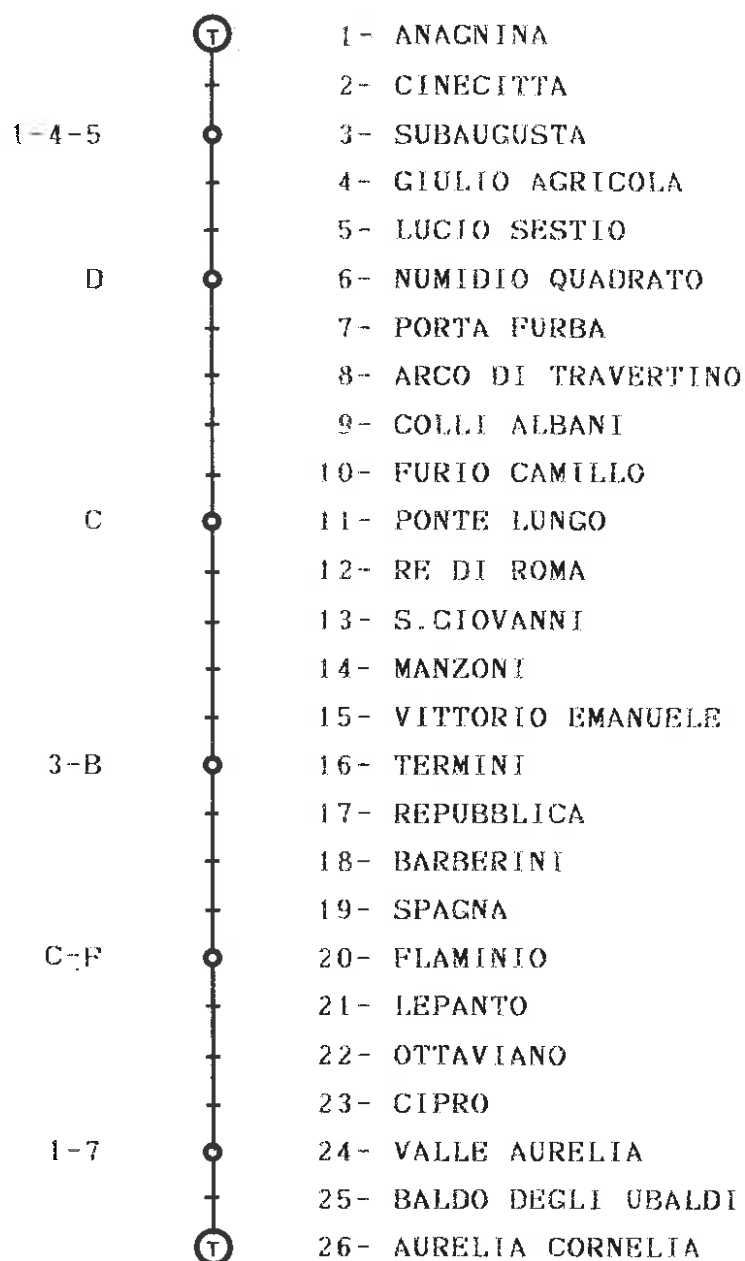 T 1- ANAGNINA
2- CINECITTA
1-4-5 3- SUBAUGUSTA
4- GIULIO AGRICOLA
5- LUCIO SESTIO
D 6- NUMIDIO QUADRATO
7- PORTA FURBA
8- ARCO DI TRAVERTINO
9- COLLI ALBANI
10- FURIO CAMILLO
C 11- PONTE LUNGO
12- RE DI ROMA
13- S.GIOVANNI
14- MANZONI
15- VITTORIO EMANUELE
3-B 16- TERMINI
17- REPUBBLICA
18- BARBERINI
19- SPAGNA
C-F 20- FLAMINIO
21- LEPANTO
22- OTTAVIANO
23- CIPRO
1-7 24- VALLE AURELIA
25- BALDO DEGLI UBALDI
T 26- AURELIA CORNELIA